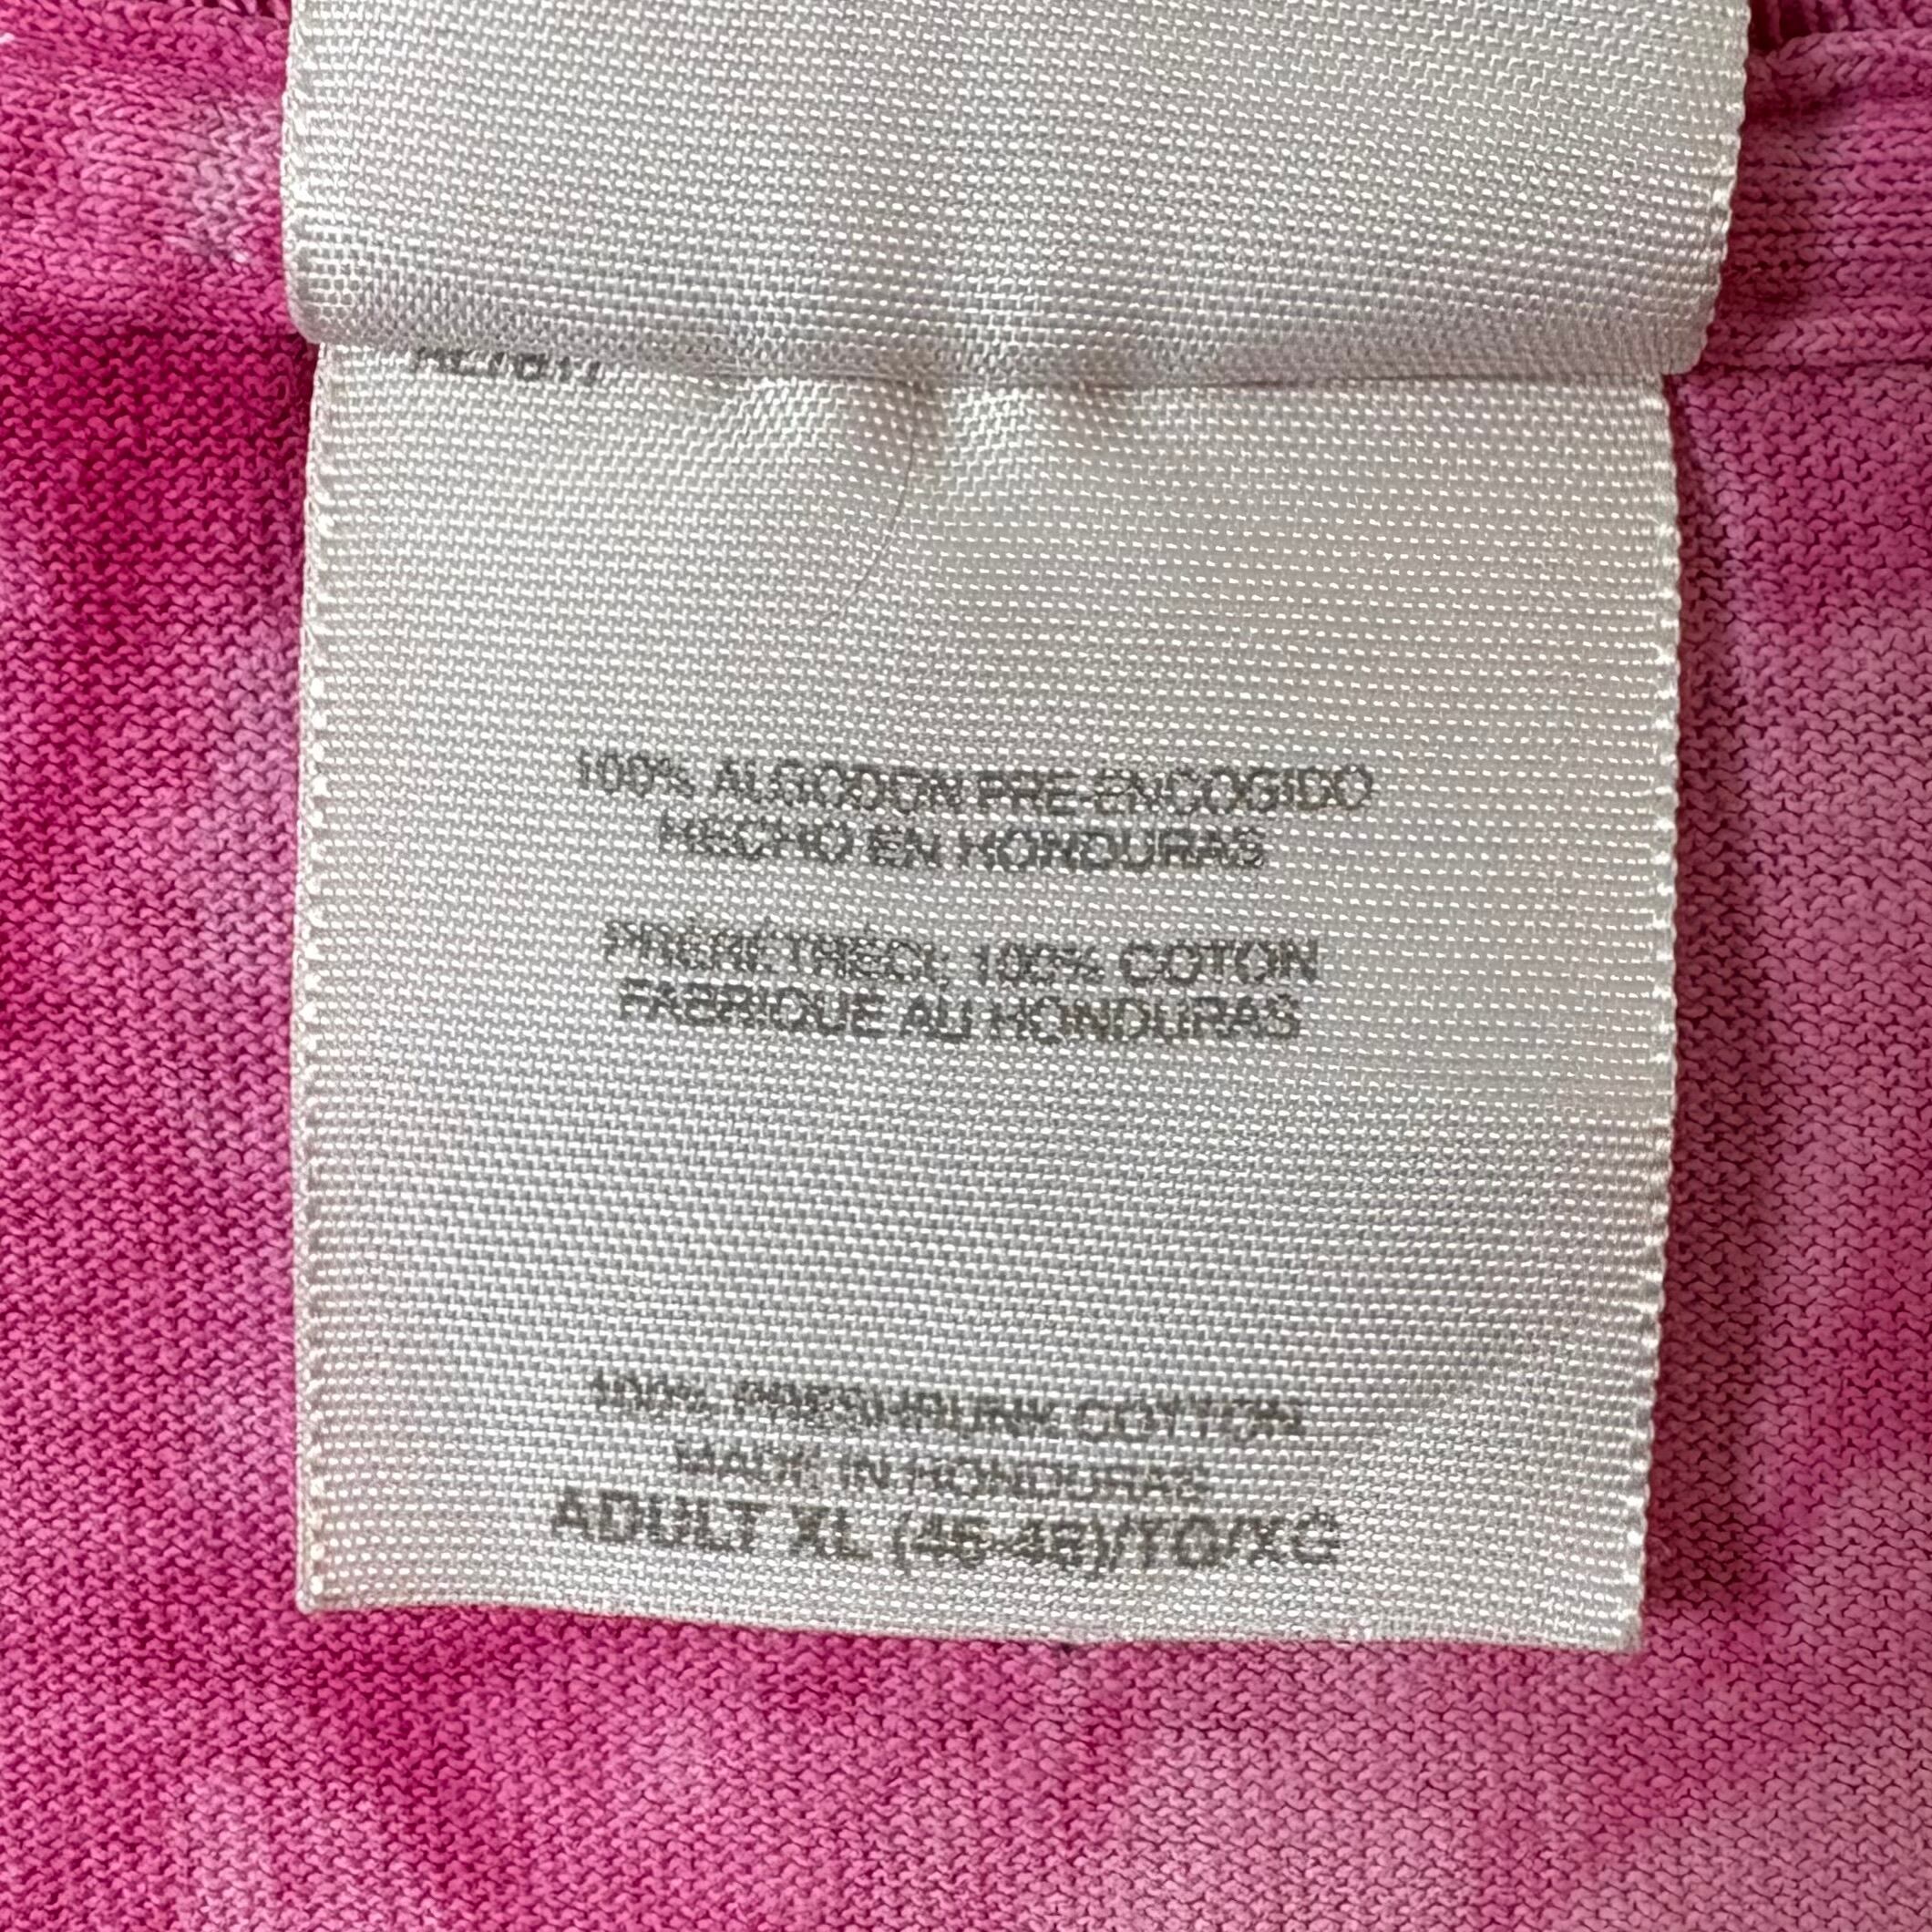 100% ALGODON PRE-ENCOGIDO
HECHO EN HONDURAS
PRÉRÉTRÉCI; 100% COTON
FABRIQUÉ AU HONDURAS
100% PRESHRUNK COTTON
MADE IN HONDURAS
ADULT XL (46-48)/TG/XG